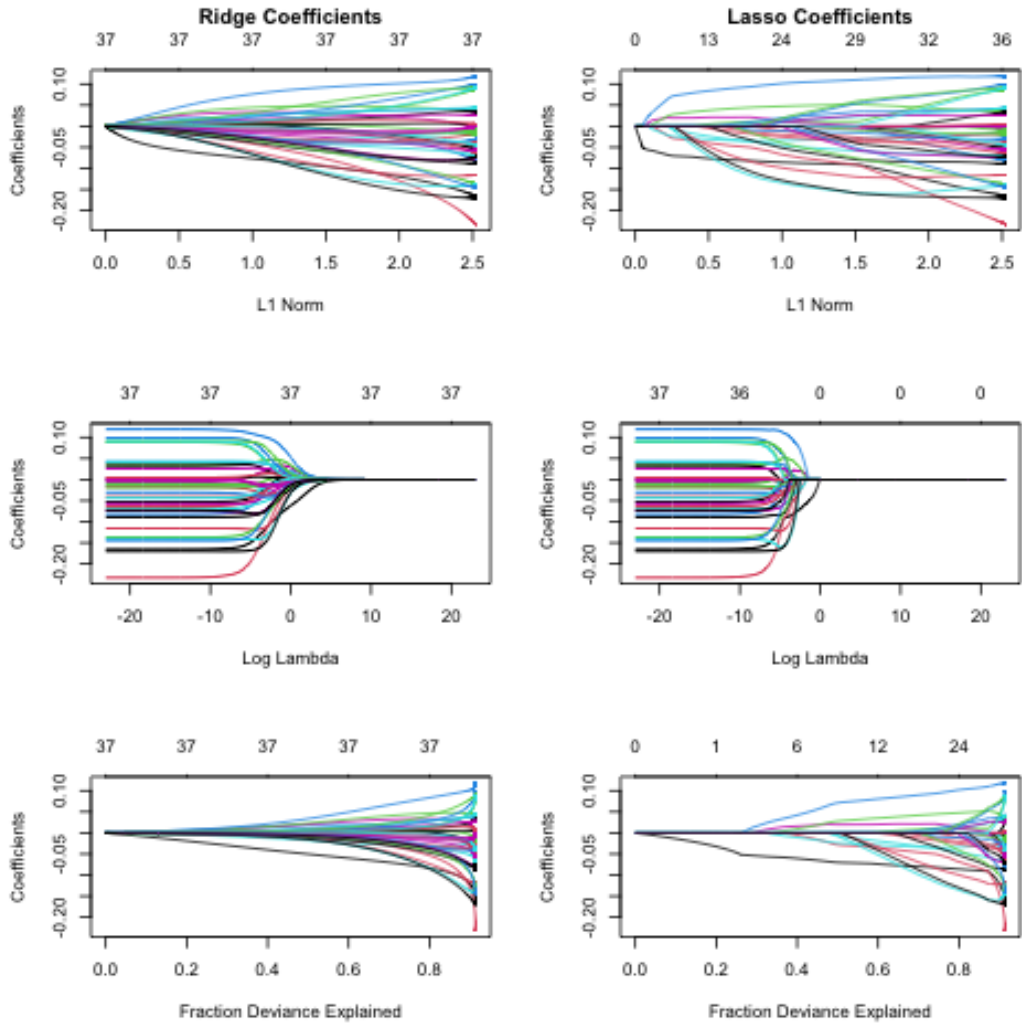 Ridge Coefficients
37 37 37 37 37 37
Coefficients
0.10
-0.05
-0.20
0.0 0.5 1.0 1.5 2.0 2.5
L1 Norm
Lasso Coefficients
0 13 24 29 32 36
Coefficients
0.10
-0.05
-0.20
0.0 0.5 1.0 1.5 2.0 2.5
L1 Norm
37 37 37 37 37
Coefficients
0.10
-0.05
-0.20
-20 -10 0 10 20
Log Lambda
37 36 0 0 0
Coefficients
0.10
-0.05
-0.20
-20 -10 0 10 20
Log Lambda
37 37 37 37 37
Coefficients
0.10
-0.05
-0.20
0.0 0.2 0.4 0.6 0.8
Fraction Deviance Explained
0 1 6 12 24
Coefficients
0.10
-0.05
-0.20
0.0 0.2 0.4 0.6 0.8
Fraction Deviance Explained